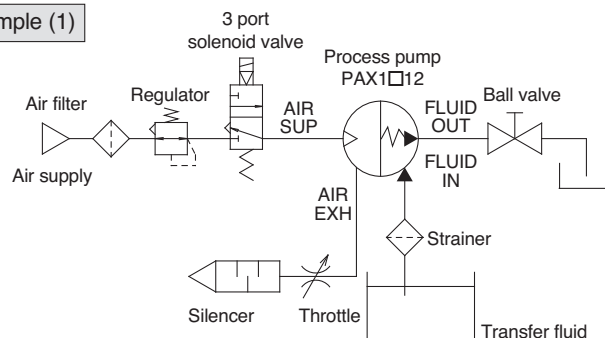 mple (1)
3 port
solenoid valve
Process pump
PAX1□12
Air filter
Regulator
AIR
SUP
FLUID
OUT
Ball valve
Air supply
FLUID
IN
AIR
EXH
Strainer
Silencer
Throttle
Transfer fluid